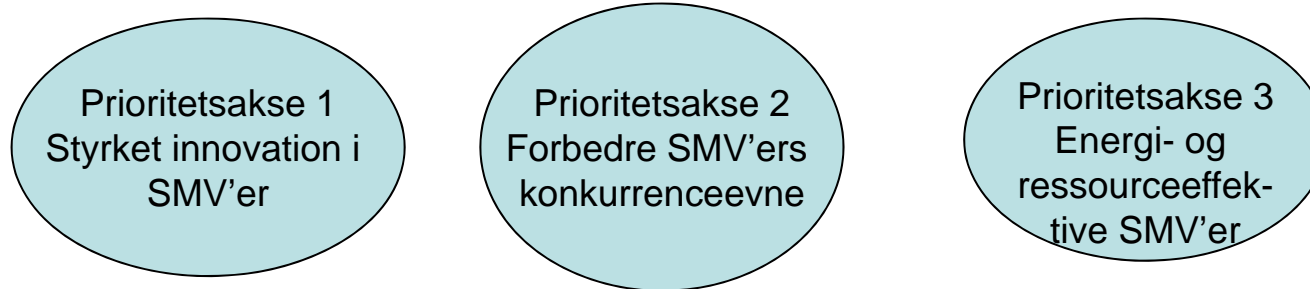 Prioritetsakse 1
Styrket innovation i
SMV’er
Prioritetsakse 2
Forbedre SMV’ers
konkurrenceevne
Prioritetsakse 3
Energi- og
ressourceeffek-
tive SMV’er